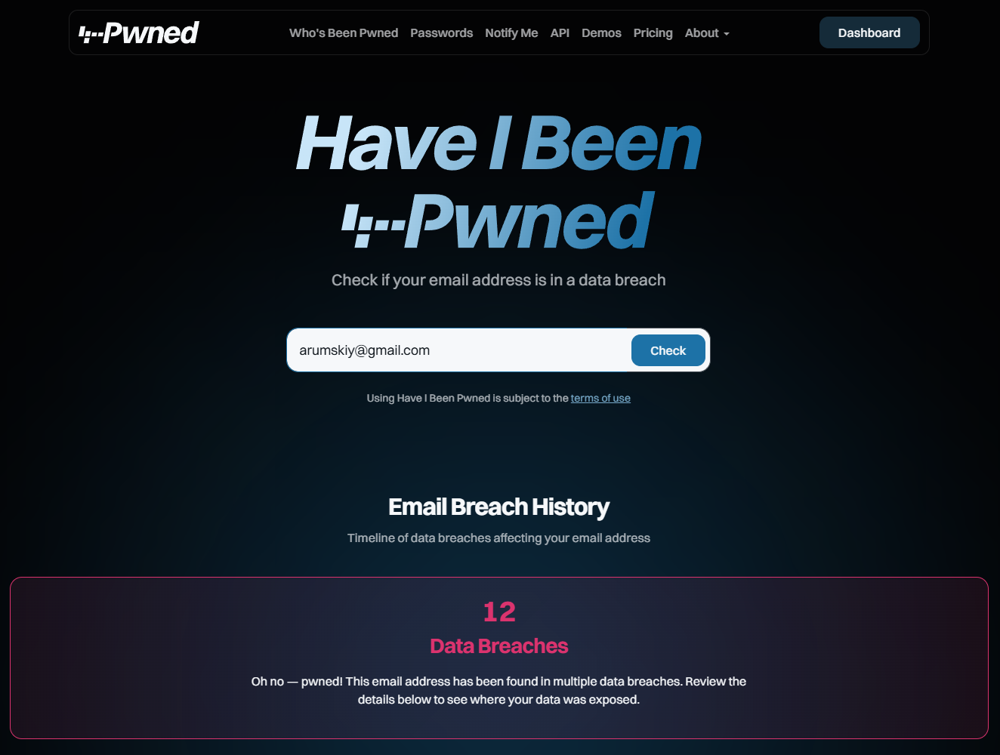 Pwned
Who's Been Pwned Passwords Notify Me API Demos Pricing About
Dashboard
Have I Been
Pwned
Check if your email address is in a data breach
arumskiy@gmail.com
Check
Using Have I Been Pwned is subject to the terms of use
Email Breach History
Timeline of data breaches affecting your email address
12
Data Breaches
Oh no — pwned! This email address has been found in multiple data breaches. Review the
details below to see where your data was exposed.